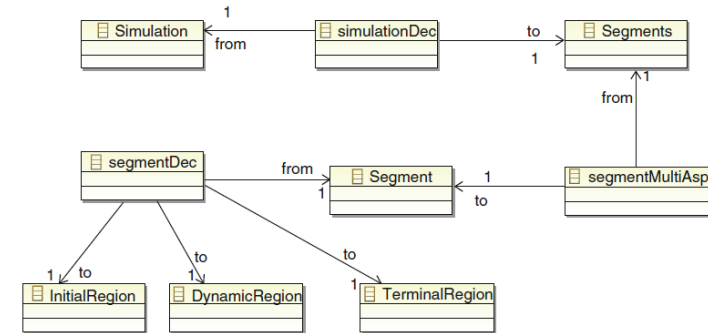 1
Simulation
simulationDec
to
Segments
from
1
1
from
segmentDec
from
Segment
1
segmentMultiAsp
1
to
to
to
to
1
1
1
InitialRegion
DynamicRegion
TerminalRegion